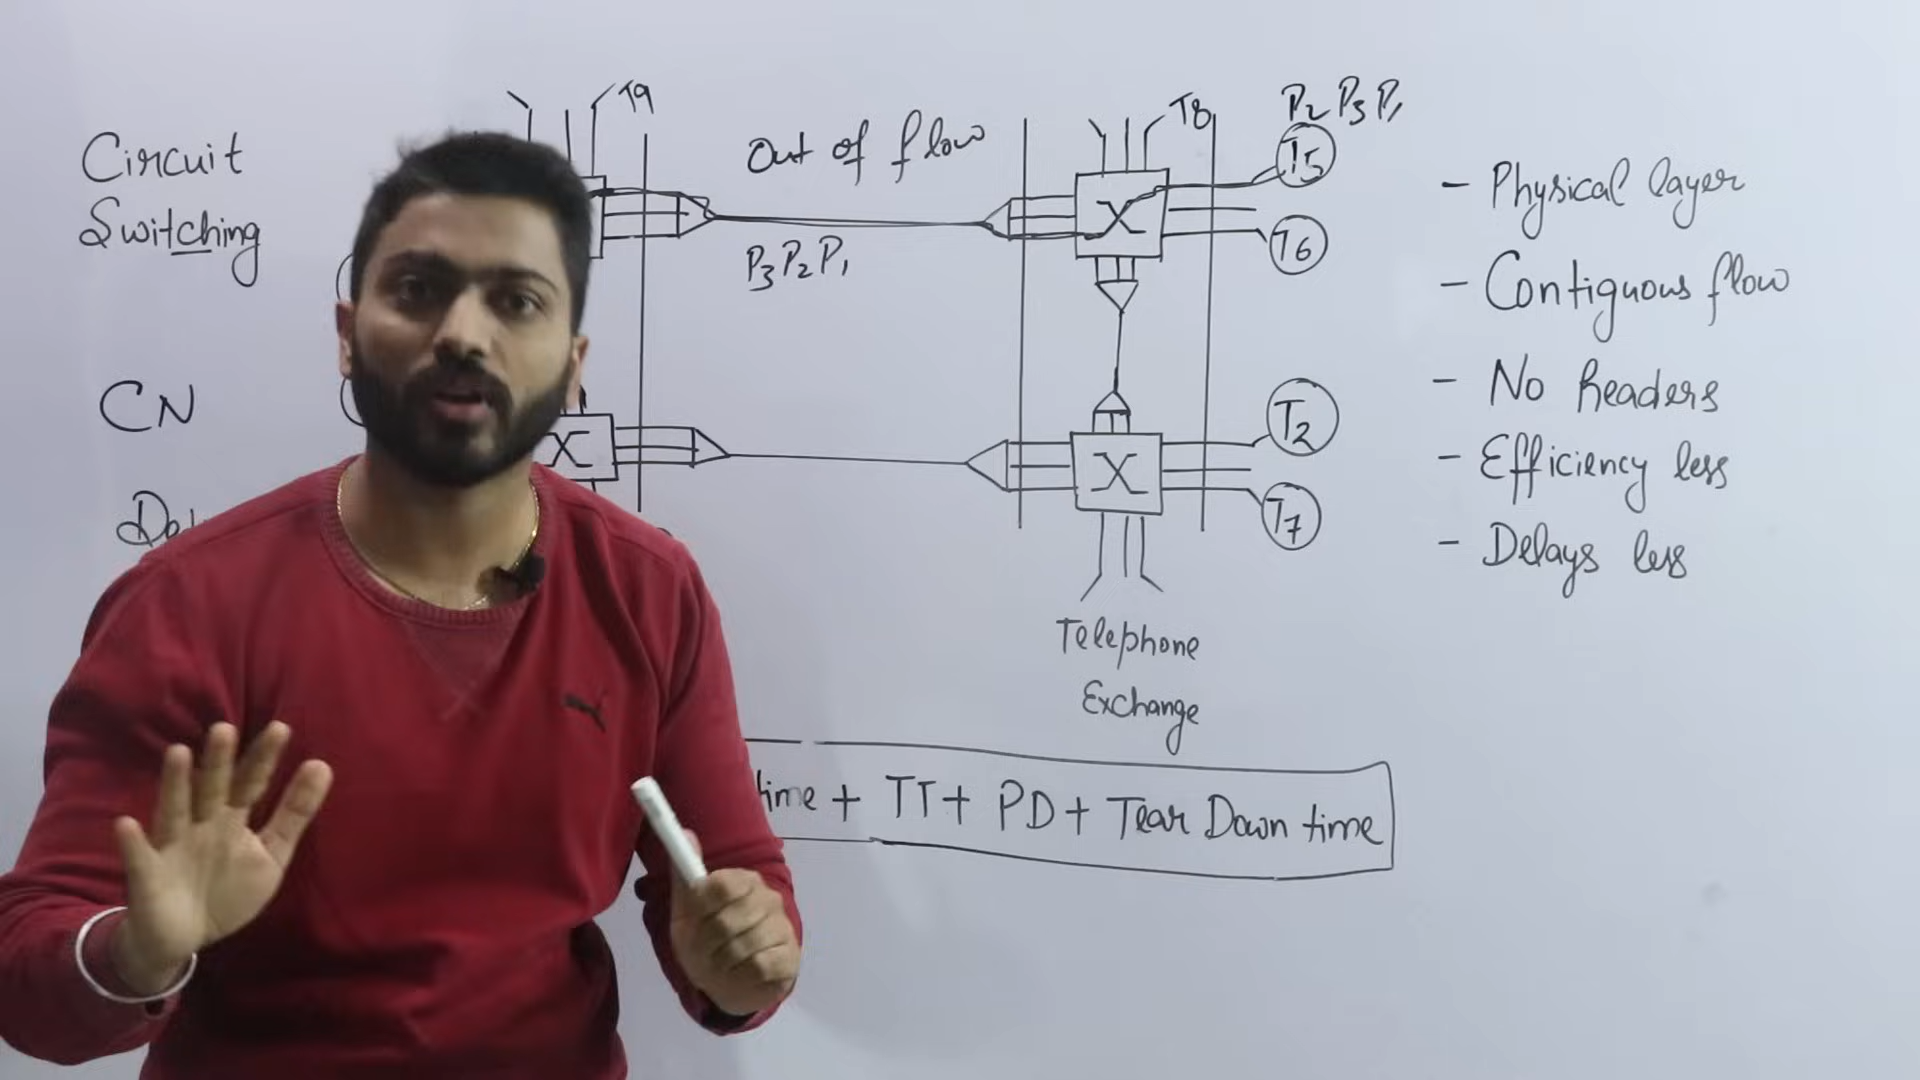 Circuit
Switching
CN
T9
Out of flow
P3 P2 P1
T8
P2 P3 P1
T5
T6
T2
T7
Telephone
Exchange
time + TT + PD + Tear Down time
- Physical layer
- Contiguous flow
- No Headers
- Efficiency less
- Delays less